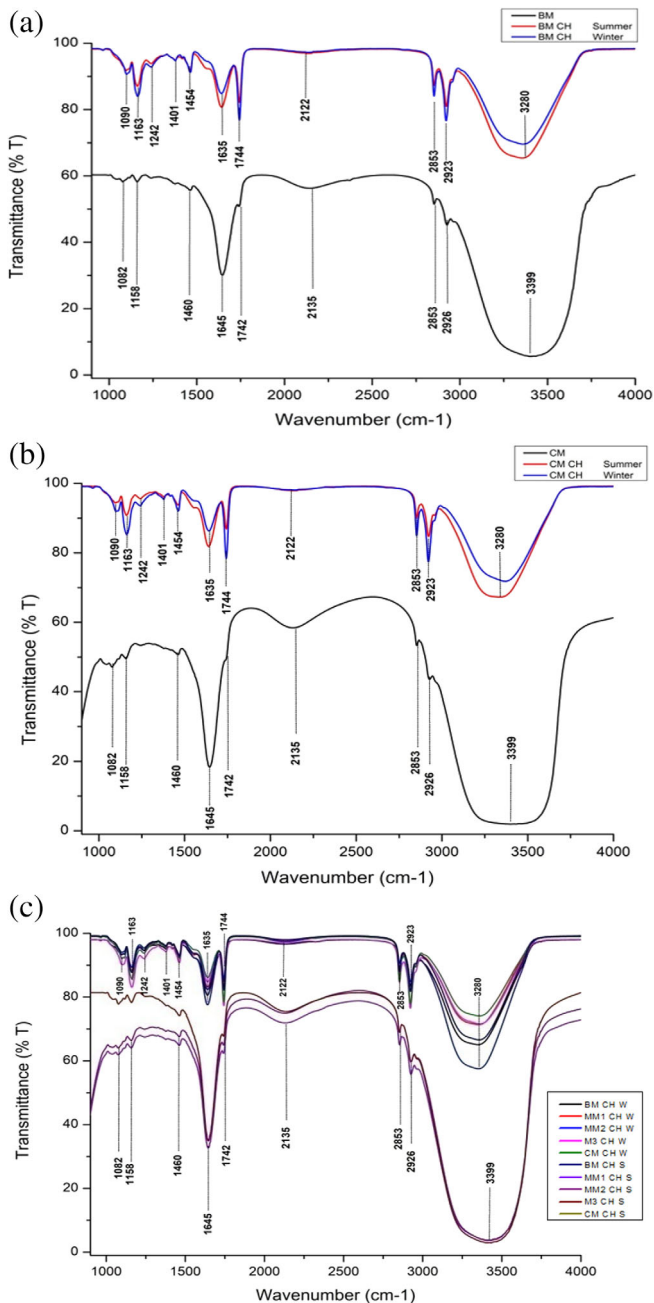 (a)
BM
BM CH Summer
BM CH Winter
Transmittance (% T)
100
80
60
40
20
0
1090
1163
1242
1401
1454
1635
1744
2122
2853
2923
3280
1082
1158
1460
1645
1742
2135
2853
2926
3399
1000 1500 2000 2500 3000 3500 4000
Wavenumber (cm-1)
(b)
CM
CM CH Summer
CM CH Winter
Transmittance (% T)
100
80
60
40
20
0
1090
1163
1242
1401
1454
1635
1744
2122
2853
2923
3280
1082
1158
1460
1645
1742
2135
2853
2926
3399
1000 1500 2000 2500 3000 3500 4000
Wavenumber (cm-1)
(c)
Transmittance (% T)
100
80
60
40
20
0
1090
1163
1242
1401
1454
1635
1744
2122
2853
2923
3280
1082
1158
1460
1645
1742
2135
2853
2926
3399
BM CH W
MM1 CH W
MM2 CH W
M3 CH W
CM CH W
BM CH S
MM1 CH S
MM2 CH S
M3 CH S
CM CH S
1000 1500 2000 2500 3000 3500 4000
Wavenumber (cm-1)